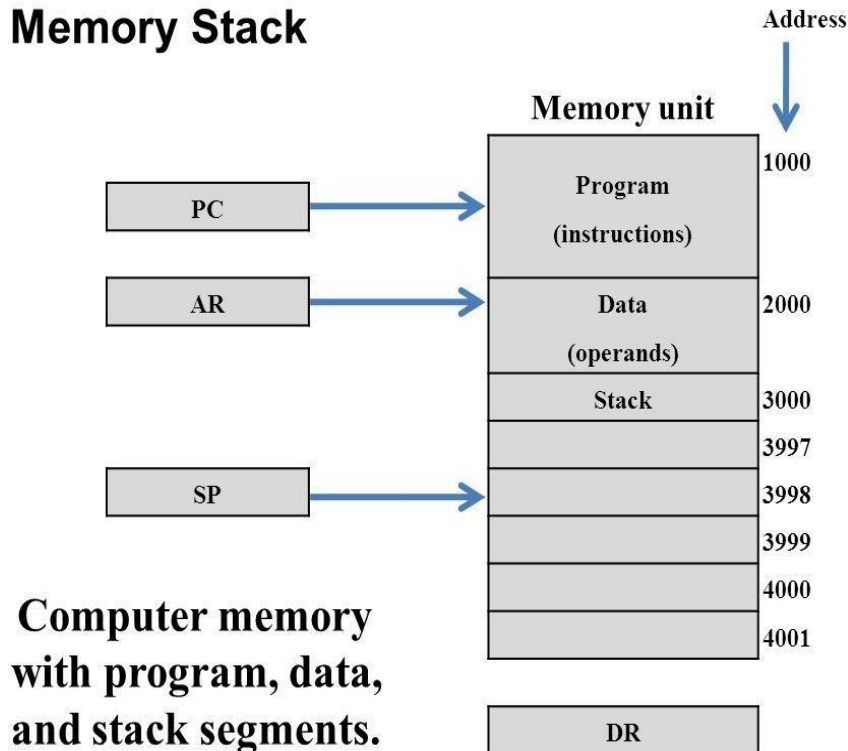 Memory Stack
Address
Memory unit
1000
Program
(instructions)
PC
AR
Data
2000
(operands)
Stack
3000
3997
SP
3998
3999
4000
4001
Computer memory
with program, data,
and stack segments.
DR